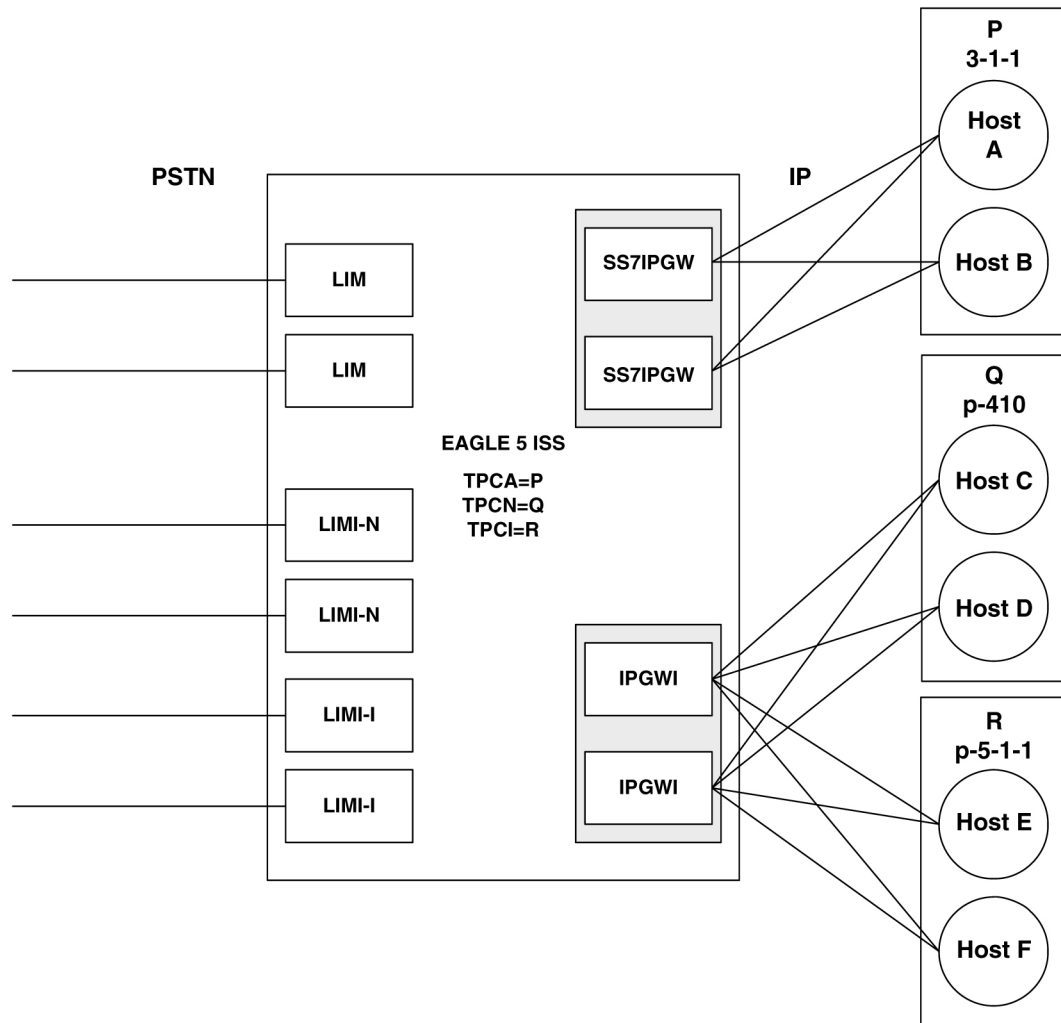 PSTN
IP
LIM
LIM
LIMI-N
LIMI-N
LIMI-I
LIMI-I
EAGLE 5 ISS
TPCA=P
TPCN=Q
TPCI=R
SS7IPGW
SS7IPGW
IPGWI
IPGWI
P
3-1-1
Host
A
Host B
Q
p-410
Host C
Host D
R
p-5-1-1
Host E
Host F